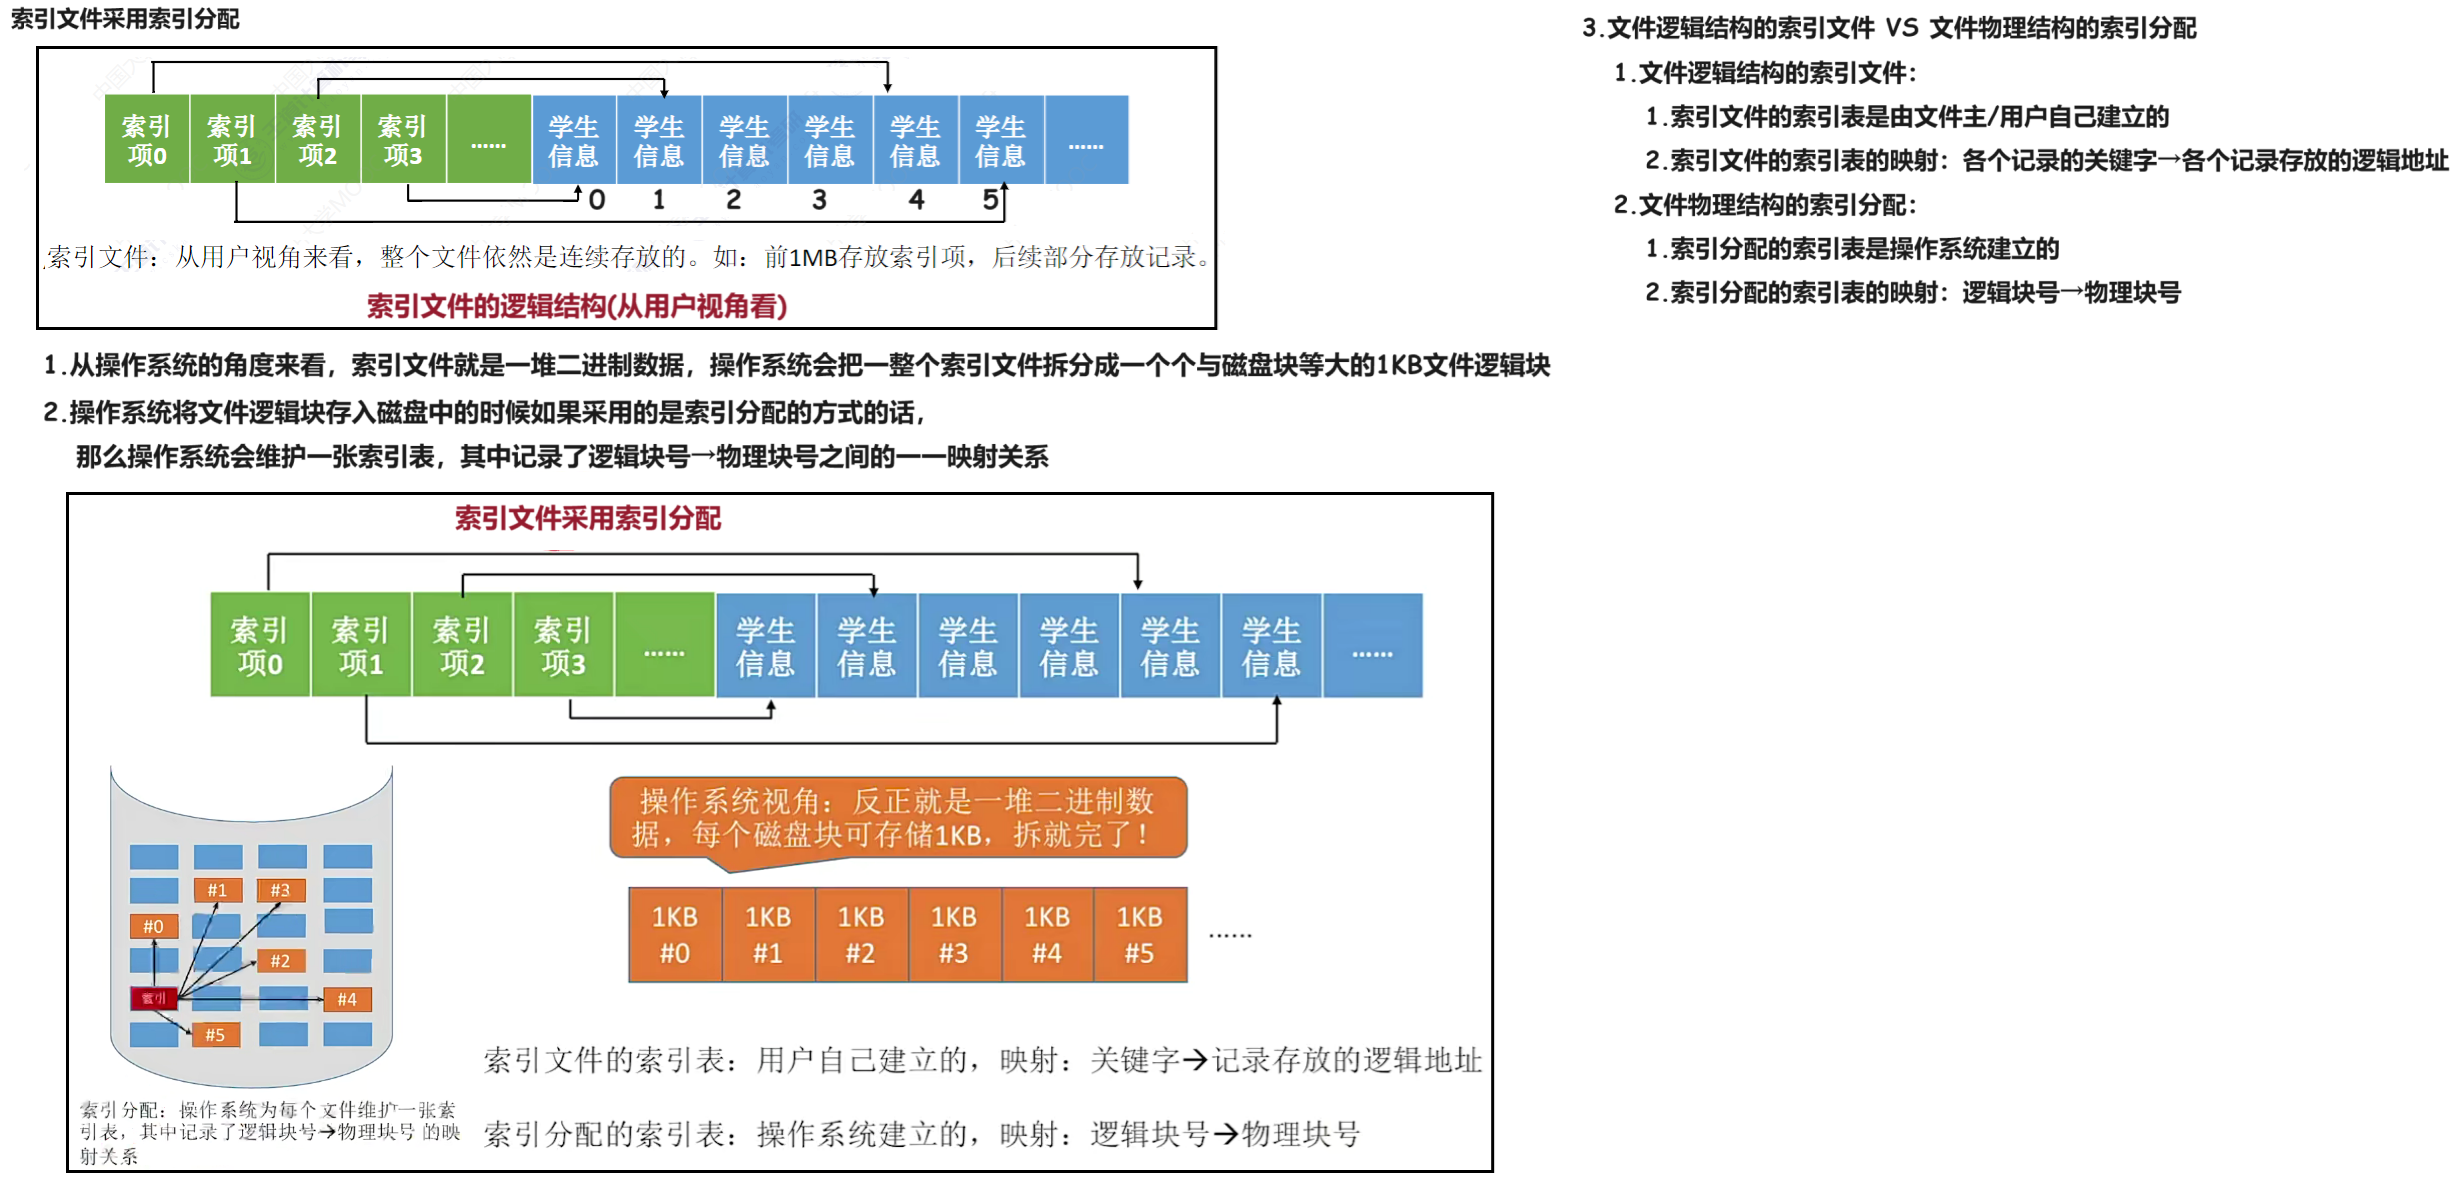 索引文件采用索引分配
索引项0 索引项1 索引项2 索引项3 …… 学生信息 学生信息 学生信息 学生信息 学生信息 学生信息 ……
0 1 2 3 4 5
索引文件：从用户视角来看，整个文件依然是连续存放的。如：前1MB存放索引项，后续部分存放记录。
索引文件的逻辑结构(从用户视角看)
1.从操作系统的角度来看，索引文件就是一堆二进制数据，操作系统会把一整个索引文件拆分成一个个与磁盘块等大的1KB文件逻辑块
2.操作系统将文件逻辑块存入磁盘中的时候如果采用的是索引分配的方式的话，
那么操作系统会维护一张索引表，其中记录了逻辑块号→物理块号之间的一一映射关系
索引文件采用索引分配
索引项0 索引项1 索引项2 索引项3 …… 学生信息 学生信息 学生信息 学生信息 学生信息 学生信息 ……
操作系统视角：反正就是一堆二进制数
据，每个磁盘块可存储1KB，拆就完了！
1KB 1KB 1KB 1KB 1KB 1KB
#0 #1 #2 #3 #4 #5 ……
#1 #3
#0
#2
索引 #4
#5
索引分配：操作系统为每个文件维护一张索
引表，其中记录了逻辑块号→物理块号 的映
射关系
索引文件的索引表：用户自己建立的，映射：关键字→记录存放的逻辑地址
索引分配的索引表：操作系统建立的，映射：逻辑块号→物理块号
3.文件逻辑结构的索引文件 VS 文件物理结构的索引分配
1.文件逻辑结构的索引文件：
1.索引文件的索引表是由文件主/用户自己建立的
2.索引文件的索引表的映射：各个记录的关键字→各个记录存放的逻辑地址
2.文件物理结构的索引分配：
1.索引分配的索引表是操作系统建立的
2.索引分配的索引表的映射：逻辑块号→物理块号